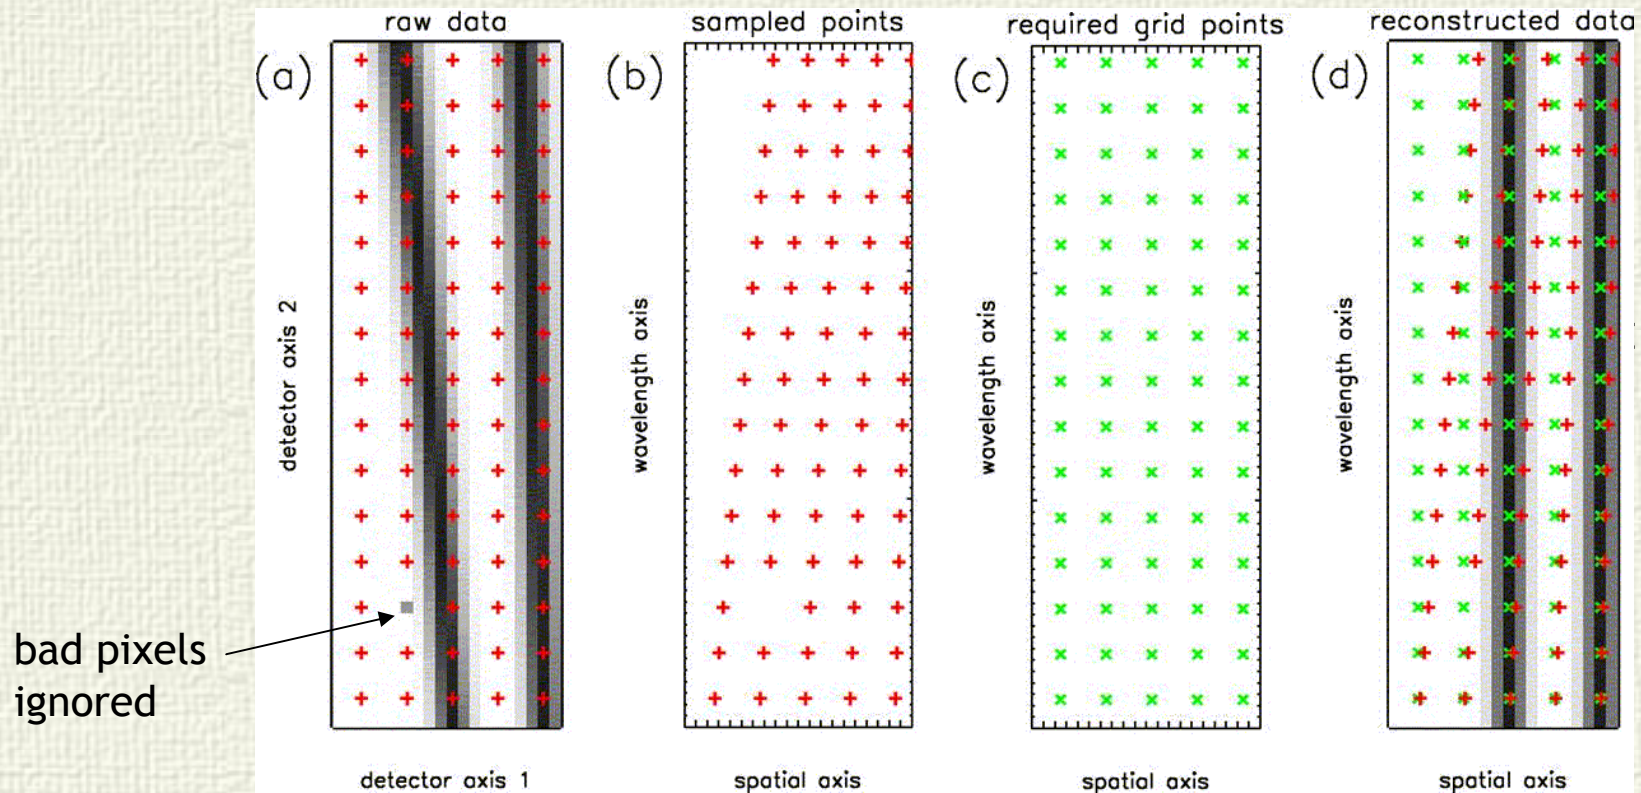 raw data
sampled points
required grid points
reconstructed data
(a)
(b)
(c)
(d)
detector axis 2
wavelength axis
wavelength axis
wavelength axis
bad pixels
ignored
detector axis 1
spatial axis
spatial axis
spatial axis